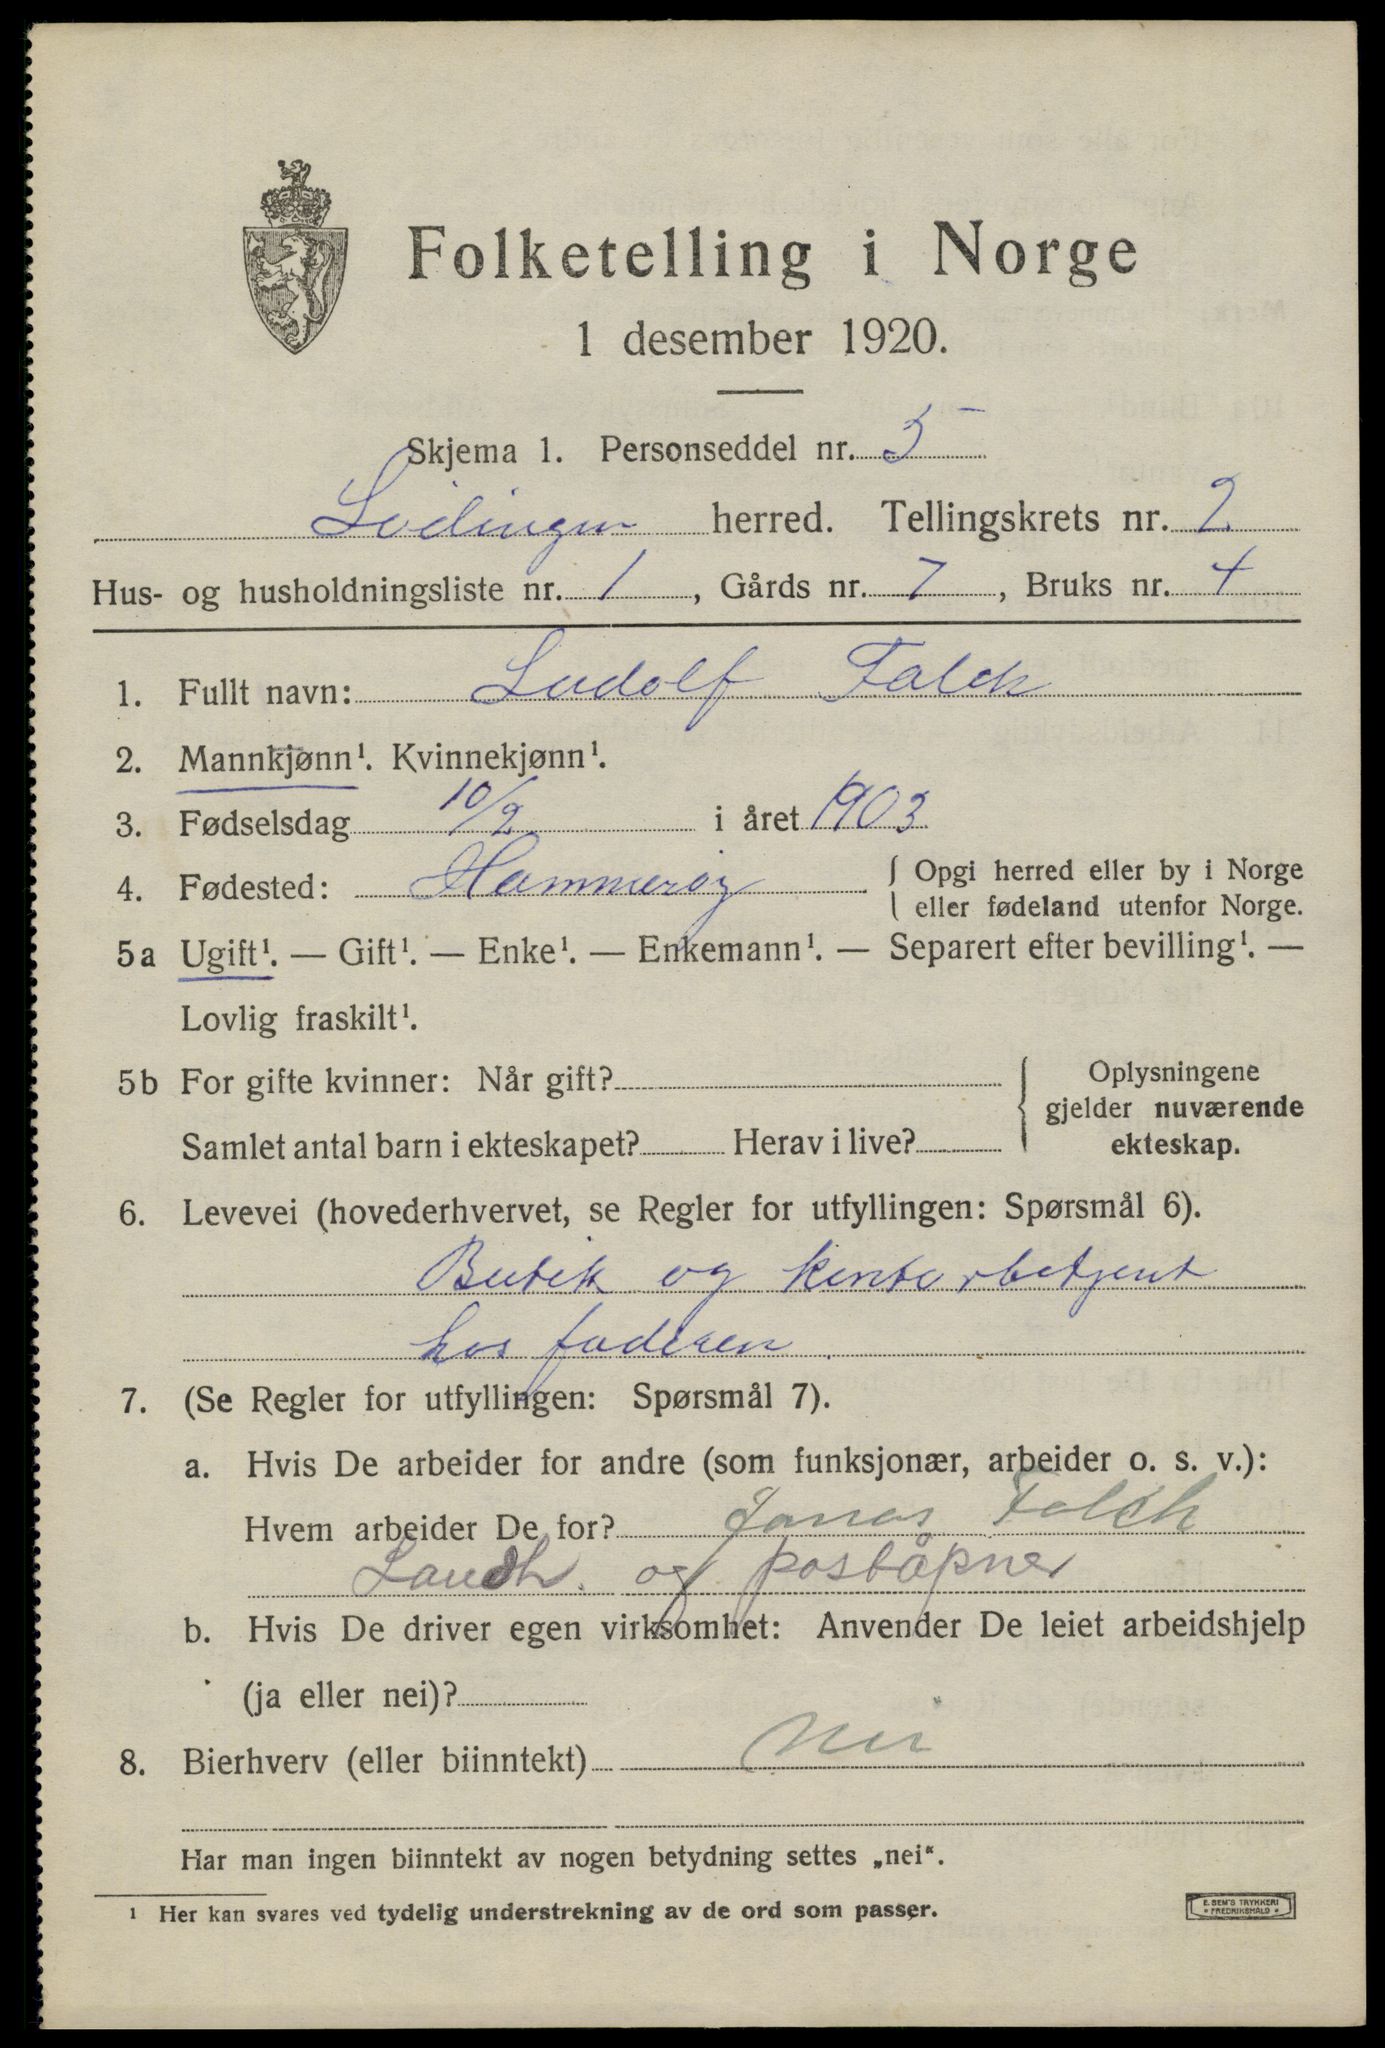 Folketelling i Norge
1 desember 1920.
Skjema 1. Personseddel nr. 5
Lödingen herred. Tellingskrets nr. 2
Hus- og husholdningsliste nr. 1, Gårds nr. 7, Bruks nr. 4
1. Fullt navn: Ludolf Falch
2. Mannkjønn¹. Kvinnekjønn¹.
3. Fødselsdag 10/2 i året 1903
4. Fødested: Hammerøy { Opgi herred eller by i Norge
eller fødeland utenfor Norge.
5a Ugift¹. — Gift¹. — Enke¹. — Enkemann¹. — Separert efter bevilling¹. —
Lovlig fraskilt¹.
5b For gifte kvinner: Når gift? { Oplysningene
gjelder nuværende
Samlet antal barn i ekteskapet? Herav i live? ekteskap.
6. Levevei (hovederhvervet, se Regler for utfyllingen: Spørsmål 6).
Butik og kontorbetjent
hos faderen.
7. (Se Regler for utfyllingen: Spørsmål 7).
a. Hvis De arbeider for andre (som funksjonær, arbeider o. s. v.):
Hvem arbeider De for? Jonas Falch
Landh. og poståpner
b. Hvis De driver egen virksomhet: Anvender De leiet arbeidshjelp
(ja eller nei)?
8. Bierhverv (eller biinntekt) Nei
Har man ingen biinntekt av nogen betydning settes „nei".
¹ Her kan svares ved tydelig understrekning av de ord som passer.
E. SEM'S TRYKKERI
* FREDRIKSHALD *